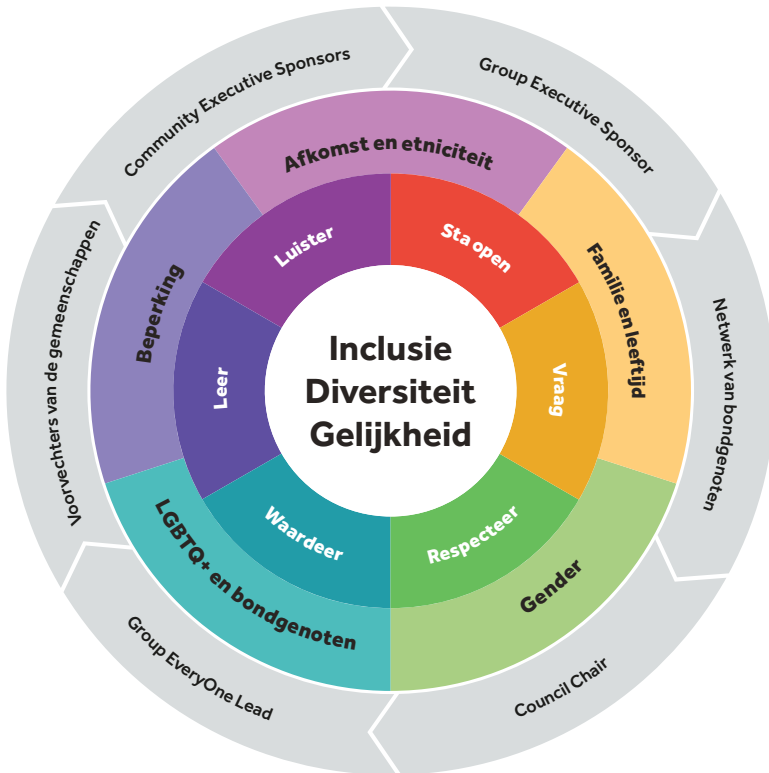 Inclusie
Diversiteit
Gelijkheid
Luister
Sta open
Vraag
Respecteer
Waardeer
Leer
Afkomst en etniciteit
Familie en leeftijd
Gender
LGBTQ+ en bondgenoten
Beperking
Community Executive Sponsors
Group Executive Sponsor
Netwerk van bondgenoten
Council Chair
Group EveryOne Lead
Voorvechters van de gemeenschappen